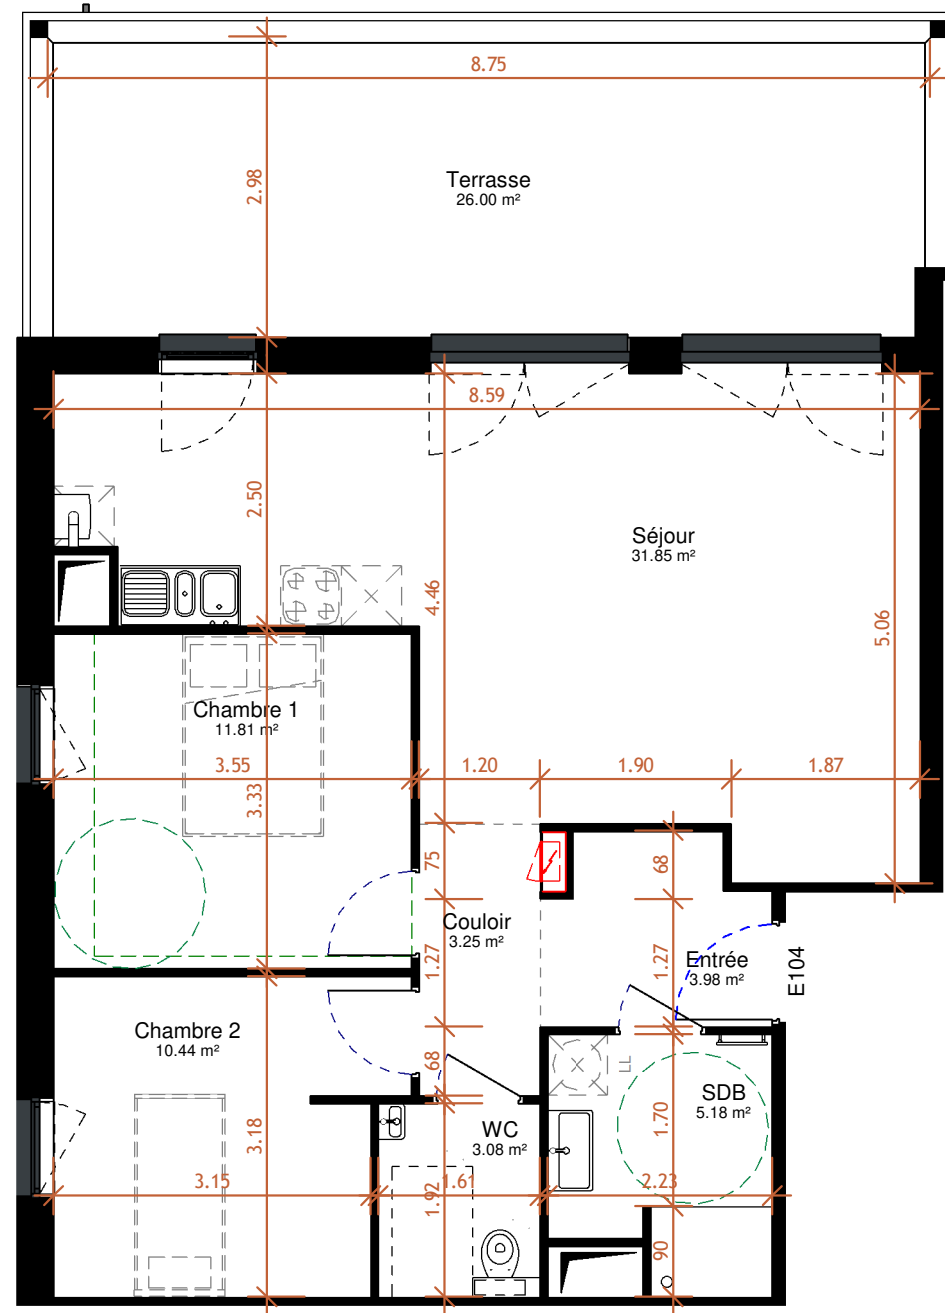 8.75
2.98
Terrasse
26.00 m²
8.59
2.50
Séjour
31.85 m²
4.46
5.06
Chambre 1
11.81 m²
3.55
3.33
1.20
1.90
1.87
75
68
Couloir
3.25 m²
1.27
1.27
Entrée
3.98 m²
E104
Chambre 2
10.44 m²
68
LL
SDB
5.18 m²
1.70
WC
3.08 m²
3.18
3.15
1.92
1.61
2.23
90